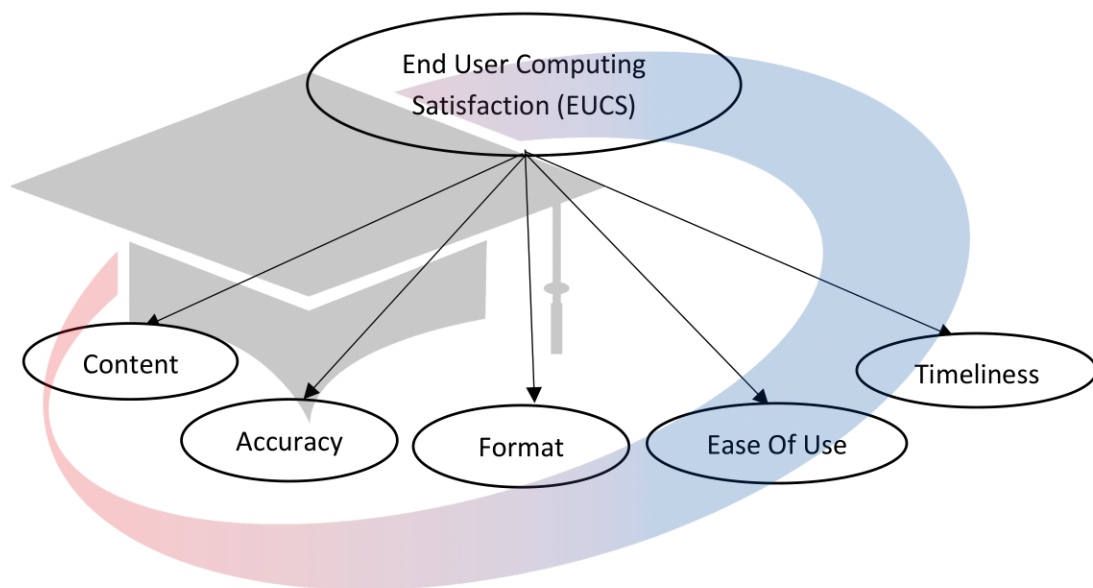 End User Computing
Satisfaction (EUCS)
Content
Accuracy
Format
Ease Of Use
Timeliness